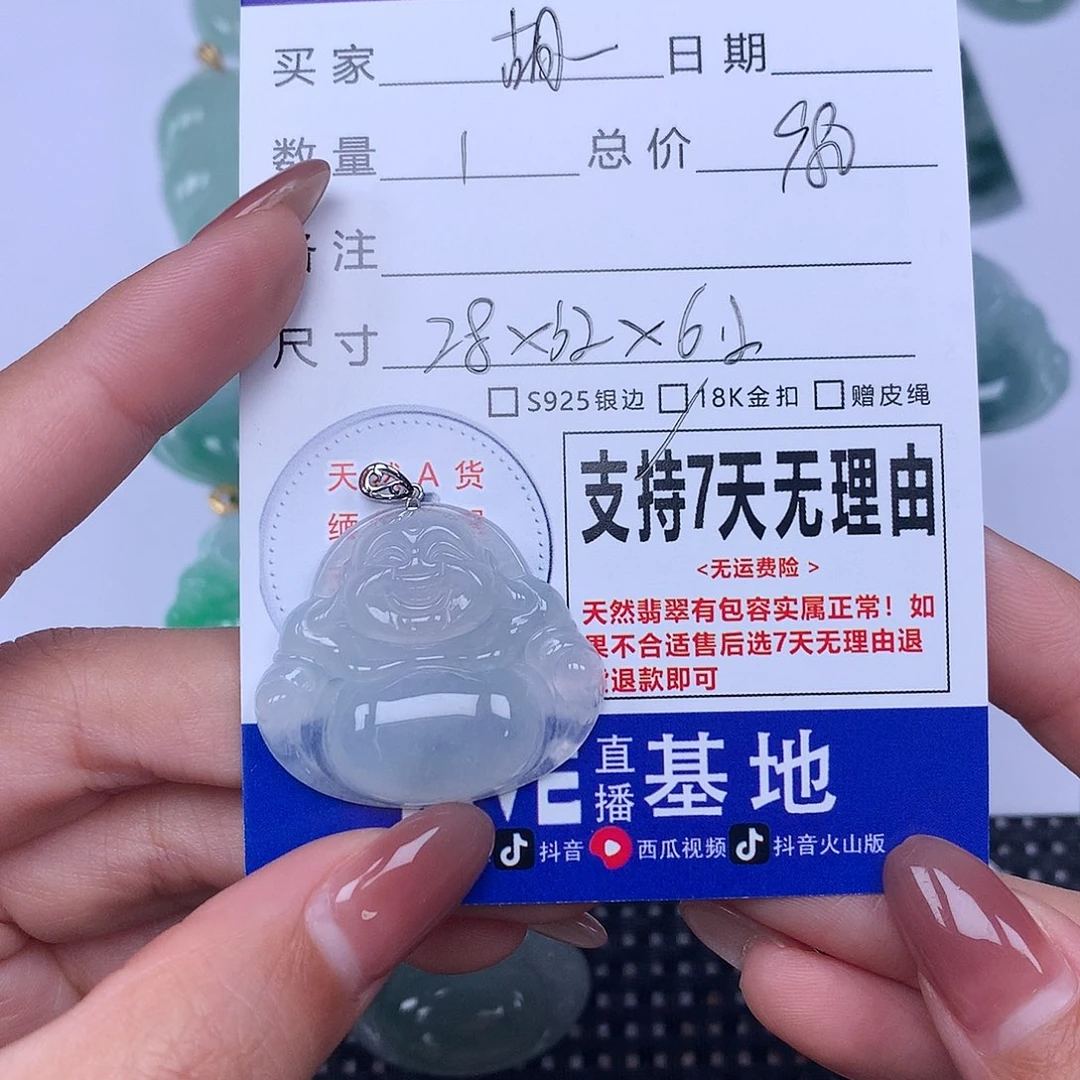 买家 胡一 日期
数量 1 总价
注
尺寸 28×32×6.
S925银边 18K金扣 赠皮绳
天 A货
缅
支持7天无理由
<无运费险>
天然翡翠有包容实属正常！如
果不合适售后选7天无理由退
退款即可
直播基地
抖音 西瓜视频 抖音火山版